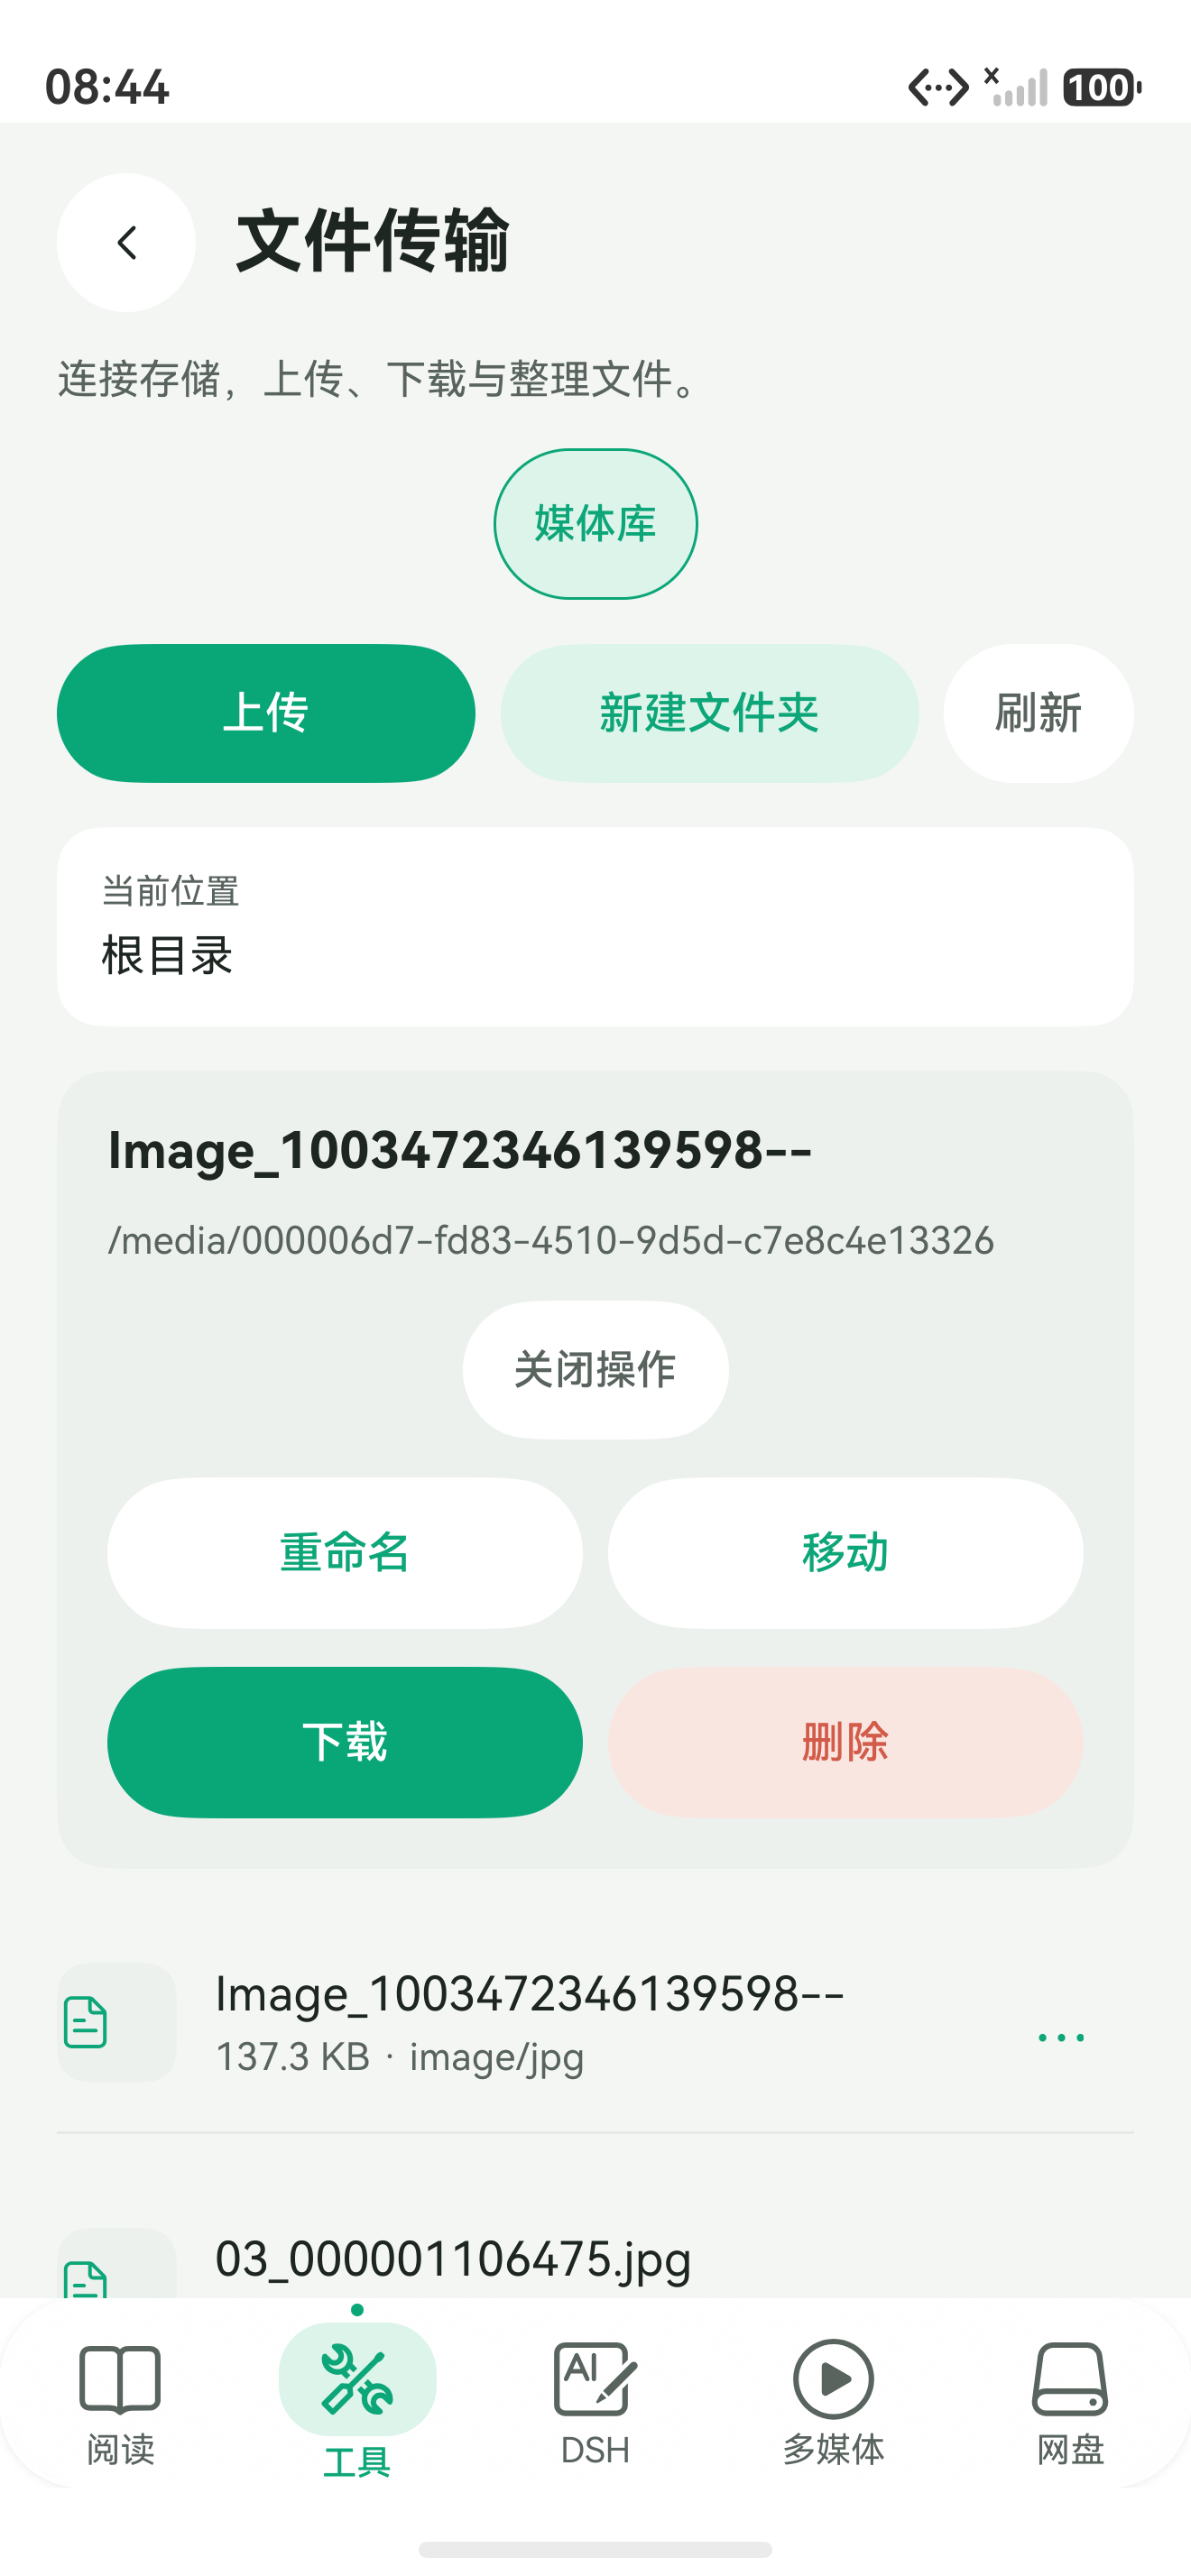 08:44
100
文件传输
连接存储，上传、下载与整理文件。
媒体库
上传
新建文件夹
刷新
当前位置
根目录
Image_1003472346139598--
/media/000006d7-fd83-4510-9d5d-c7e8c4e13326
关闭操作
重命名
移动
下载
删除
Image_1003472346139598--
137.3 KB · image/jpg
03_000001106475.jpg
AI
阅读
工具
DSH
多媒体
网盘